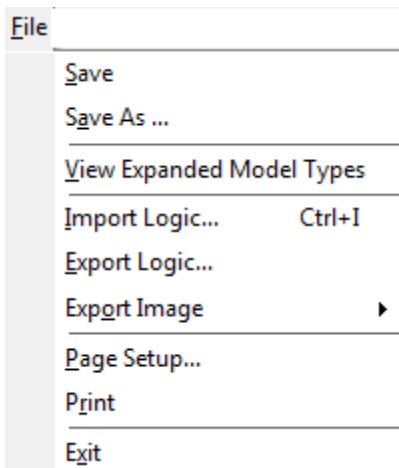 File
Save
Save As ...
View Expanded Model Types
Import Logic... Ctrl+I
Export Logic...
Export Image
Page Setup...
Print
Exit